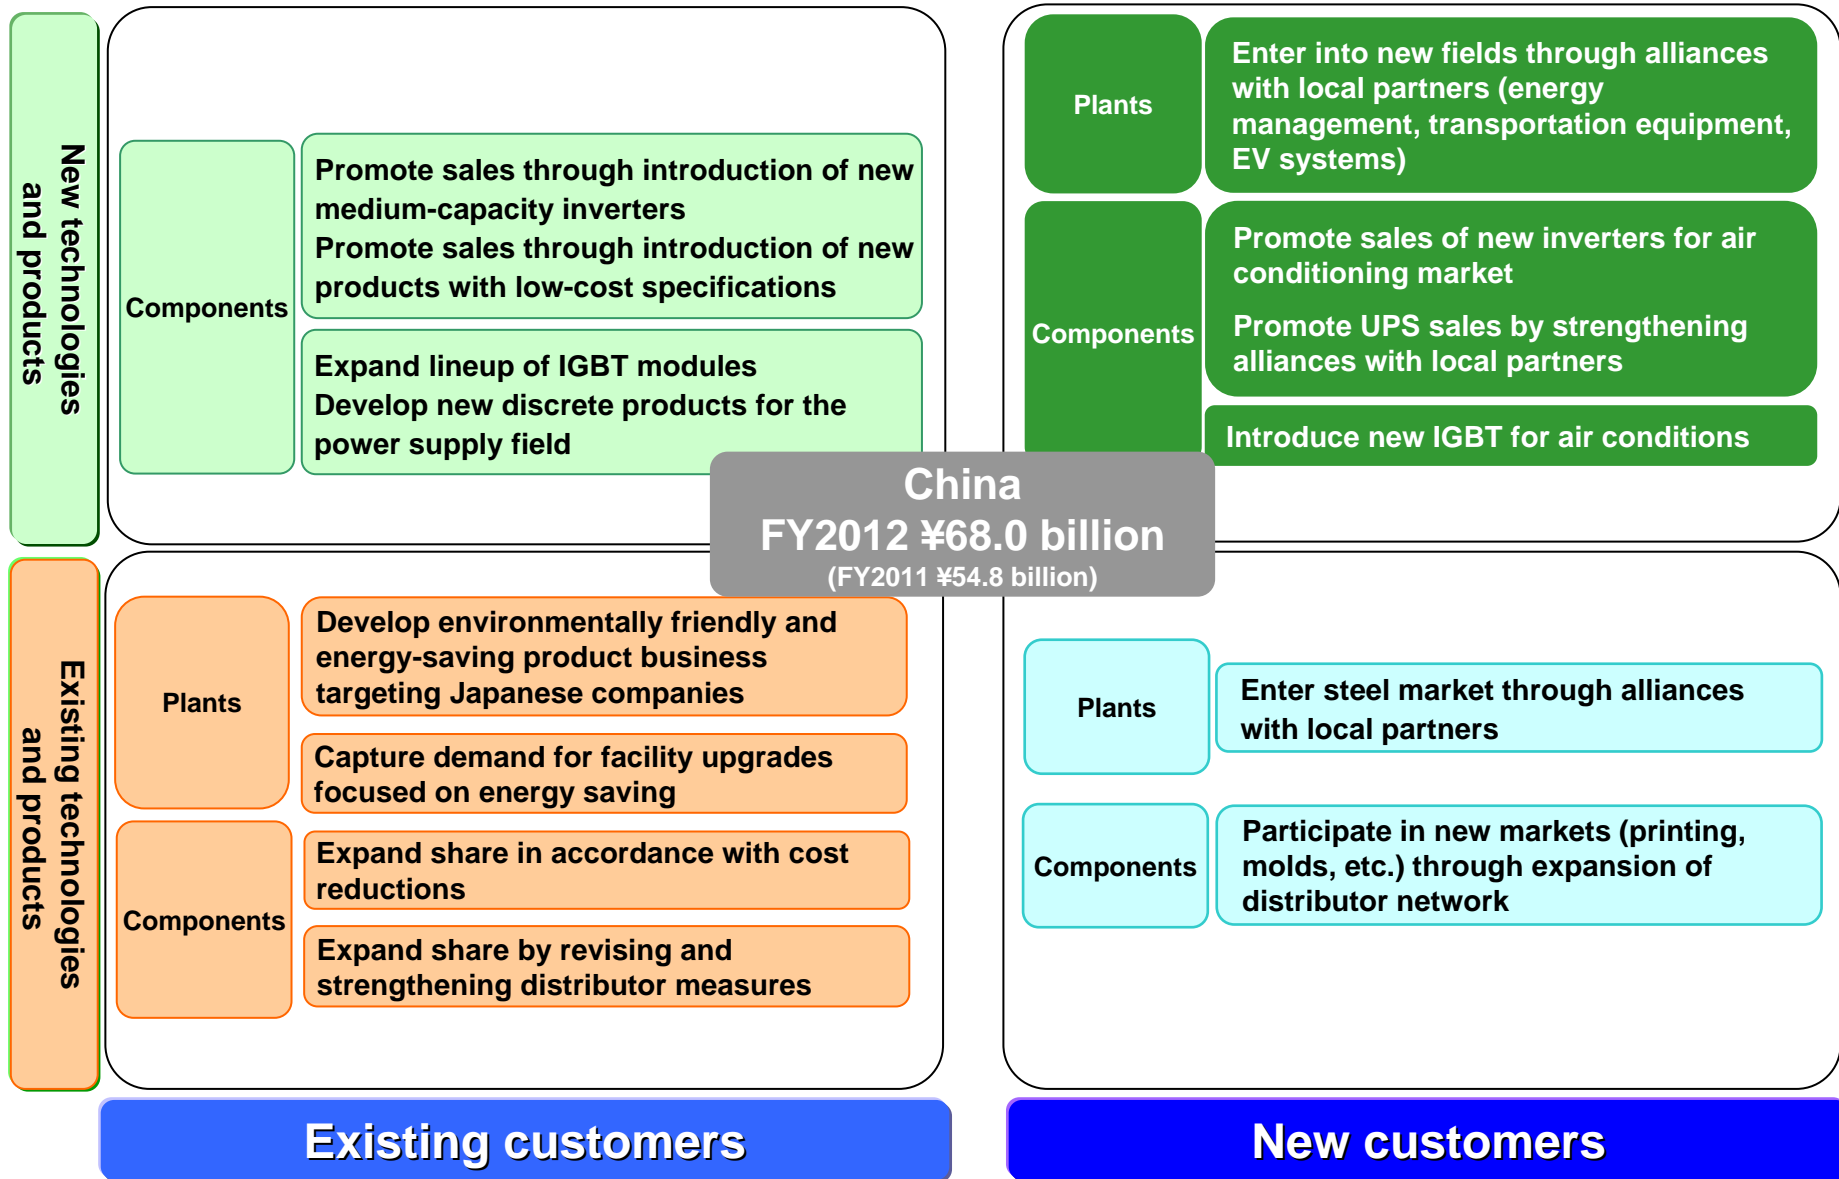 New technologies
and products
Components
Promote sales through introduction of new
medium-capacity inverters
Promote sales through introduction of new
products with low-cost specifications
Expand lineup of IGBT modules
Develop new discrete products for the
power supply field
Plants
Enter into new fields through alliances
with local partners (energy
management, transportation equipment,
EV systems)
Components
Promote sales of new inverters for air
conditioning market
Promote UPS sales by strengthening
alliances with local partners
Introduce new IGBT for air conditions
China
FY2012 ¥68.0 billion
(FY2011 ¥54.8 billion)
Existing technologies
and products
Plants
Develop environmentally friendly and
energy-saving product business
targeting Japanese companies
Capture demand for facility upgrades
focused on energy saving
Components
Expand share in accordance with cost
reductions
Expand share by revising and
strengthening distributor measures
Plants
Enter steel market through alliances
with local partners
Components
Participate in new markets (printing,
molds, etc.) through expansion of
distributor network
Existing customers
New customers